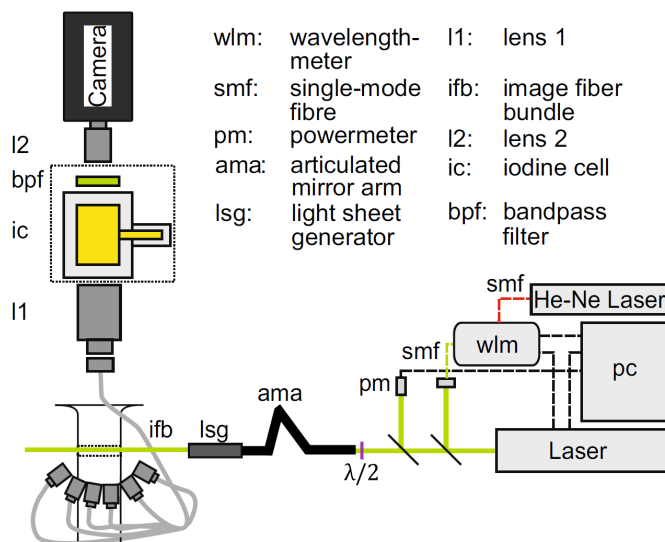 Camera
l2
bpf
ic
l1
wlm: wavelength-
meter
smf: single-mode
fibre
pm: powermeter
ama: articulated
mirror arm
lsg: light sheet
generator
l1: lens 1
ifb: image fiber
bundle
l2: lens 2
ic: iodine cell
bpf: bandpass
filter
smf
He-Ne Laser
smf
wlm
pm
pc
ama
ifb
lsg
λ/2
Laser